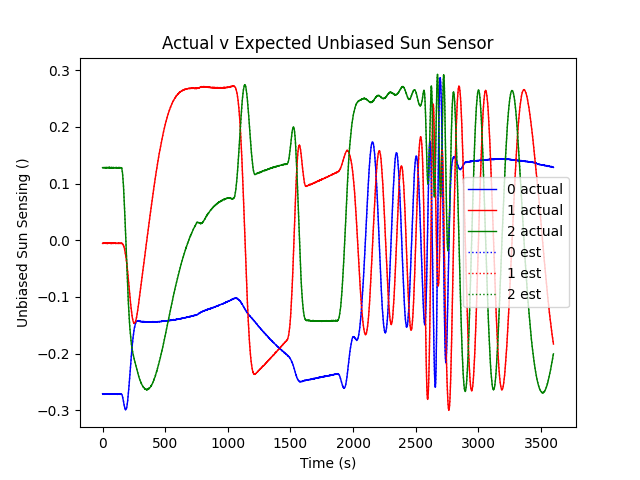 Actual v Expected Unbiased Sun Sensor
Unbiased Sun Sensing ()
0.3
0.2
0.1
0.0
−0.1
−0.2
−0.3
0 actual
1 actual
2 actual
0 est
1 est
2 est
0 500 1000 1500 2000 2500 3000 3500
Time (s)